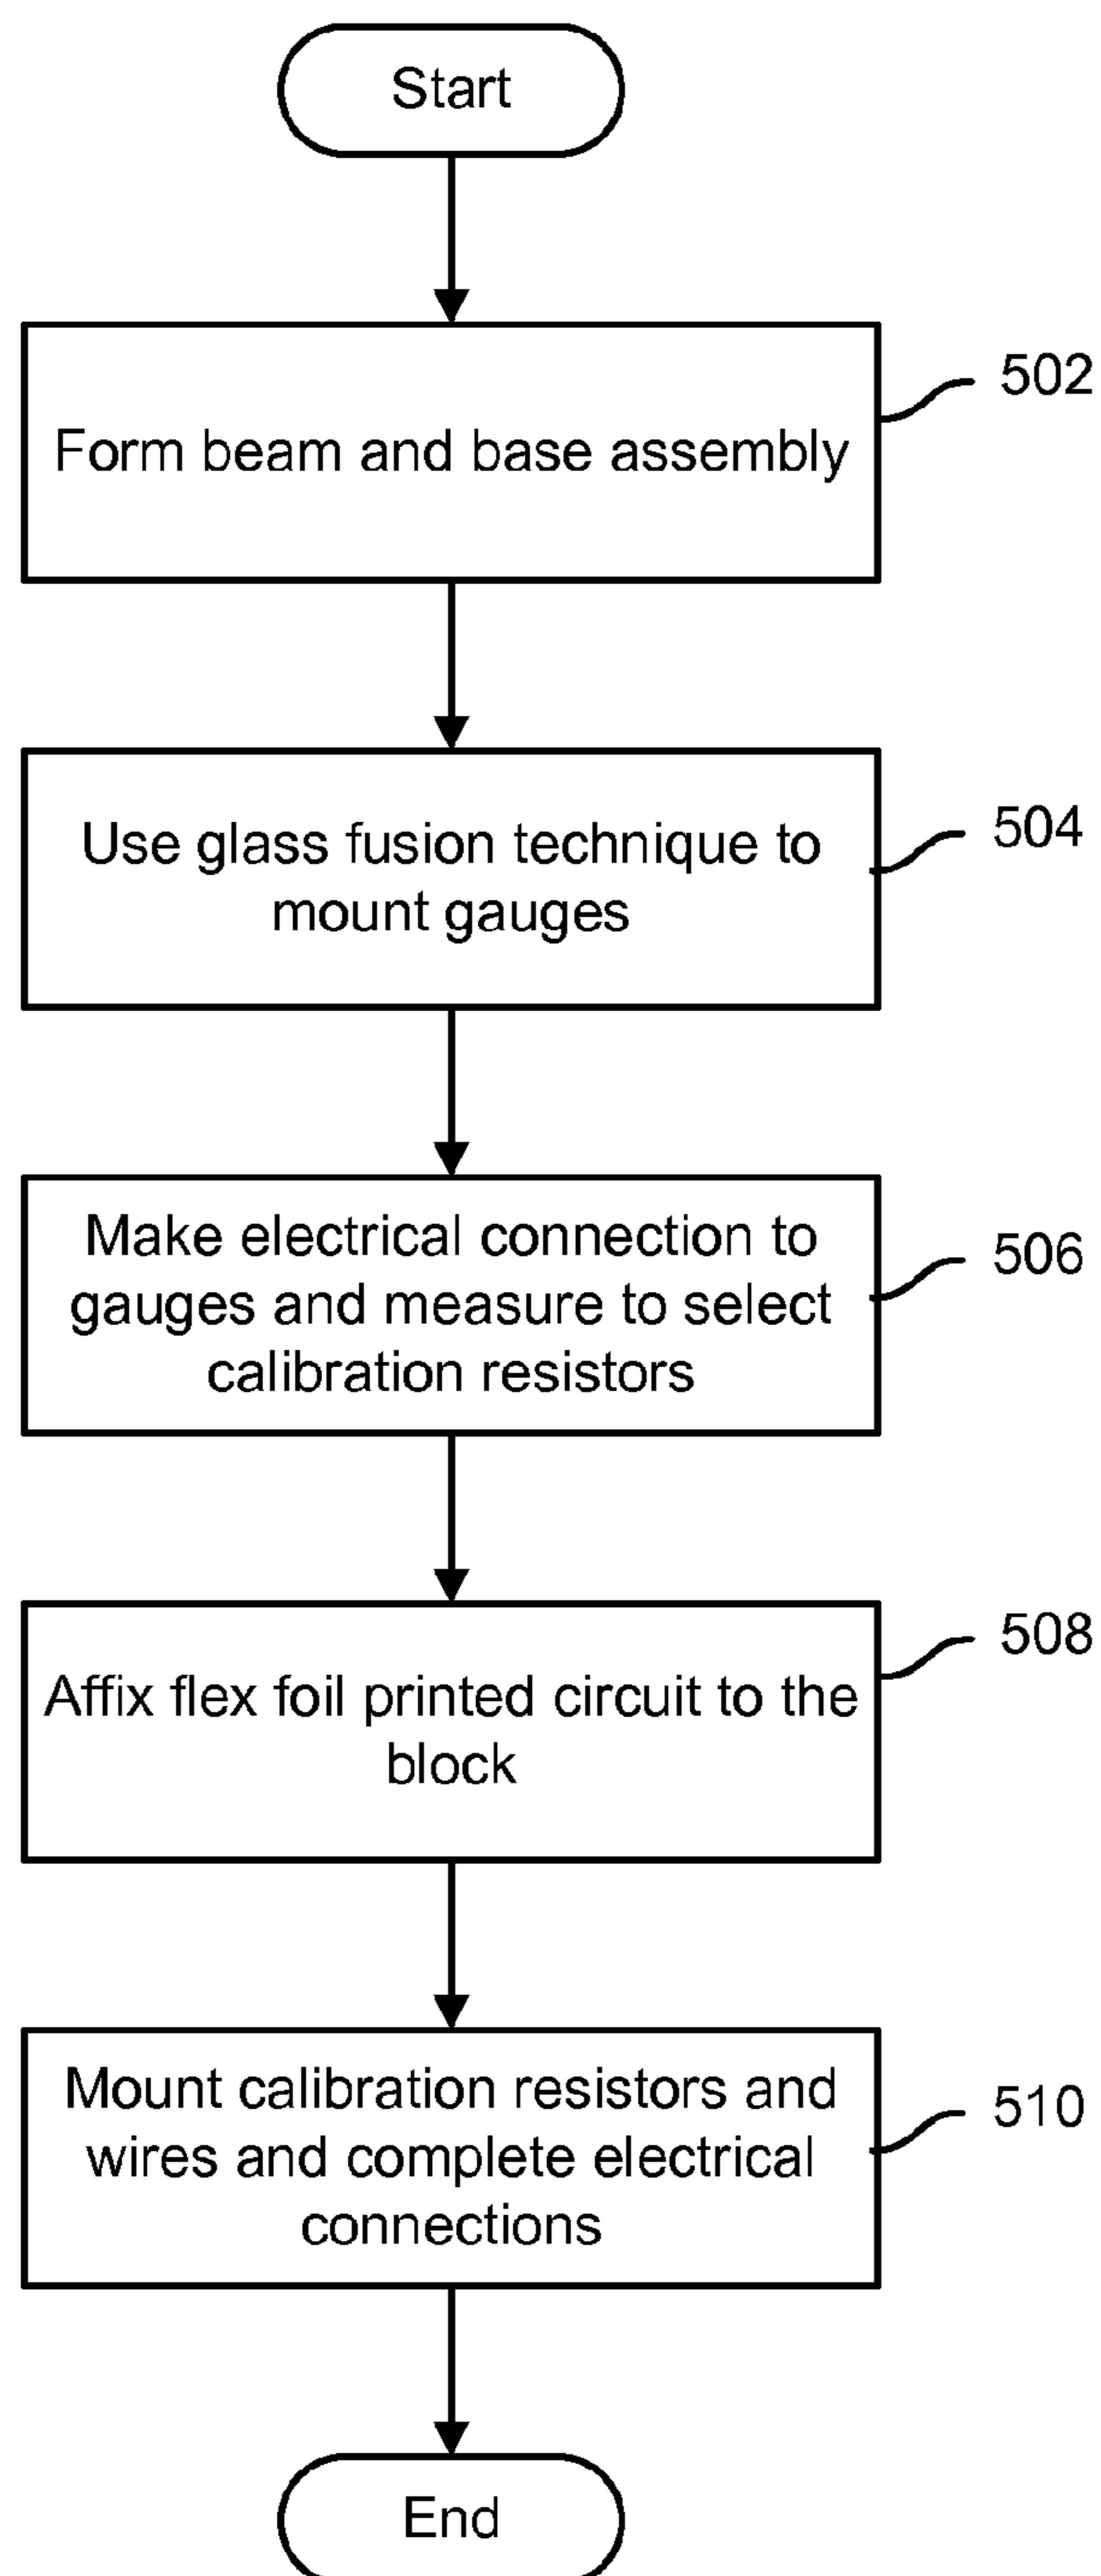 Start
Form beam and base assembly
502
Use glass fusion technique to
mount gauges
504
Make electrical connection to
gauges and measure to select
calibration resistors
506
Affix flex foil printed circuit to the
block
508
Mount calibration resistors and
wires and complete electrical
connections
510
End